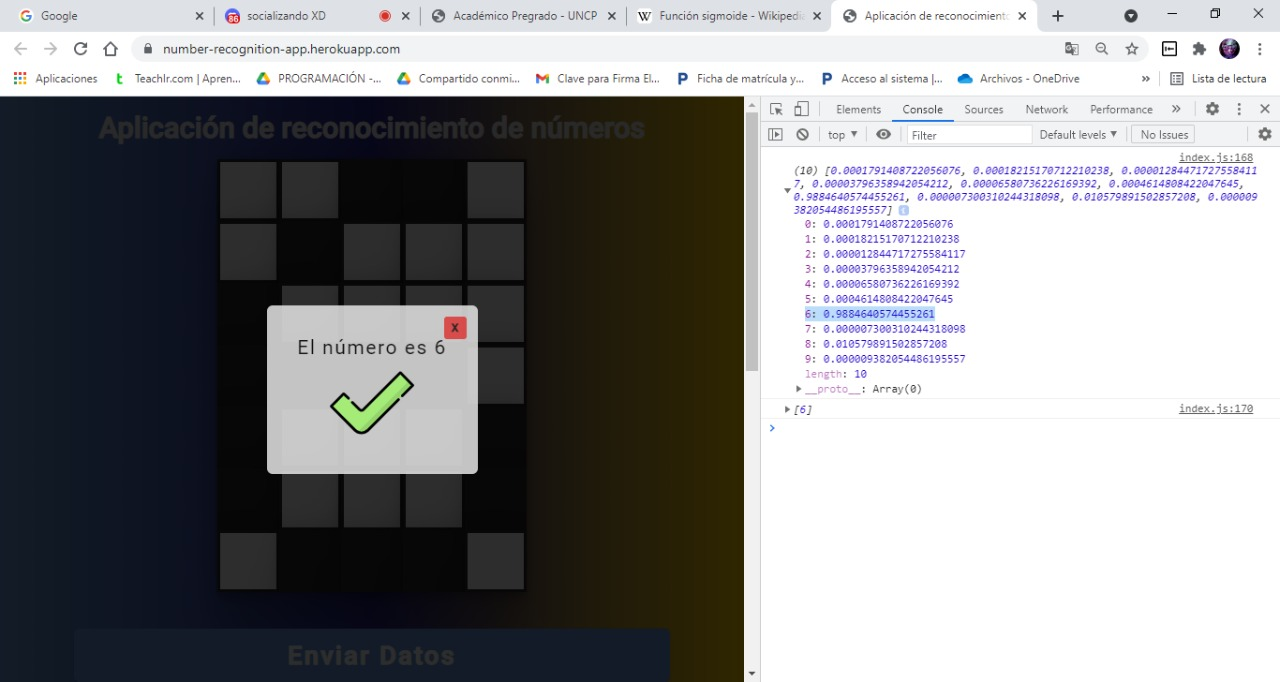 Google
socializando XD
Académico Pregrado - UNCP
Función sigmoide - Wikipedi
Aplicación de reconocimiento
number-recognition-app.herokuapp.com
Aplicaciones
Teachlr.com | Apren...
PROGRAMACIÓN -...
Compartido conmi...
Clave para Firma El...
Ficha de matrícula y...
Acceso al sistema |...
Archivos - OneDrive
»
Lista de lectura
Aplicación de reconocimiento de números
El número es 6
x
Enviar Datos
Elements
Console
Sources
Network
Performance
»
top
Filter
Default levels
No Issues
index.js:168
(10) [0.0001791408722056076, 0.00018215170712210238, 0.00001284471727558411
7, 0.00003796358942054212, 0.00006580736226169392, 0.0004614808422047645,
0.9884640574455261, 0.000007300310244318098, 0.010579891502857208, 0.000009
382054486195557]
0: 0.0001791408722056076
1: 0.00018215170712210238
2: 0.000012844717275584117
3: 0.00003796358942054212
4: 0.00006580736226169392
5: 0.0004614808422047645
6: 0.9884640574455261
7: 0.000007300310244318098
8: 0.010579891502857208
9: 0.000009382054486195557
length: 10
__proto__: Array(0)
[6]
index.js:170